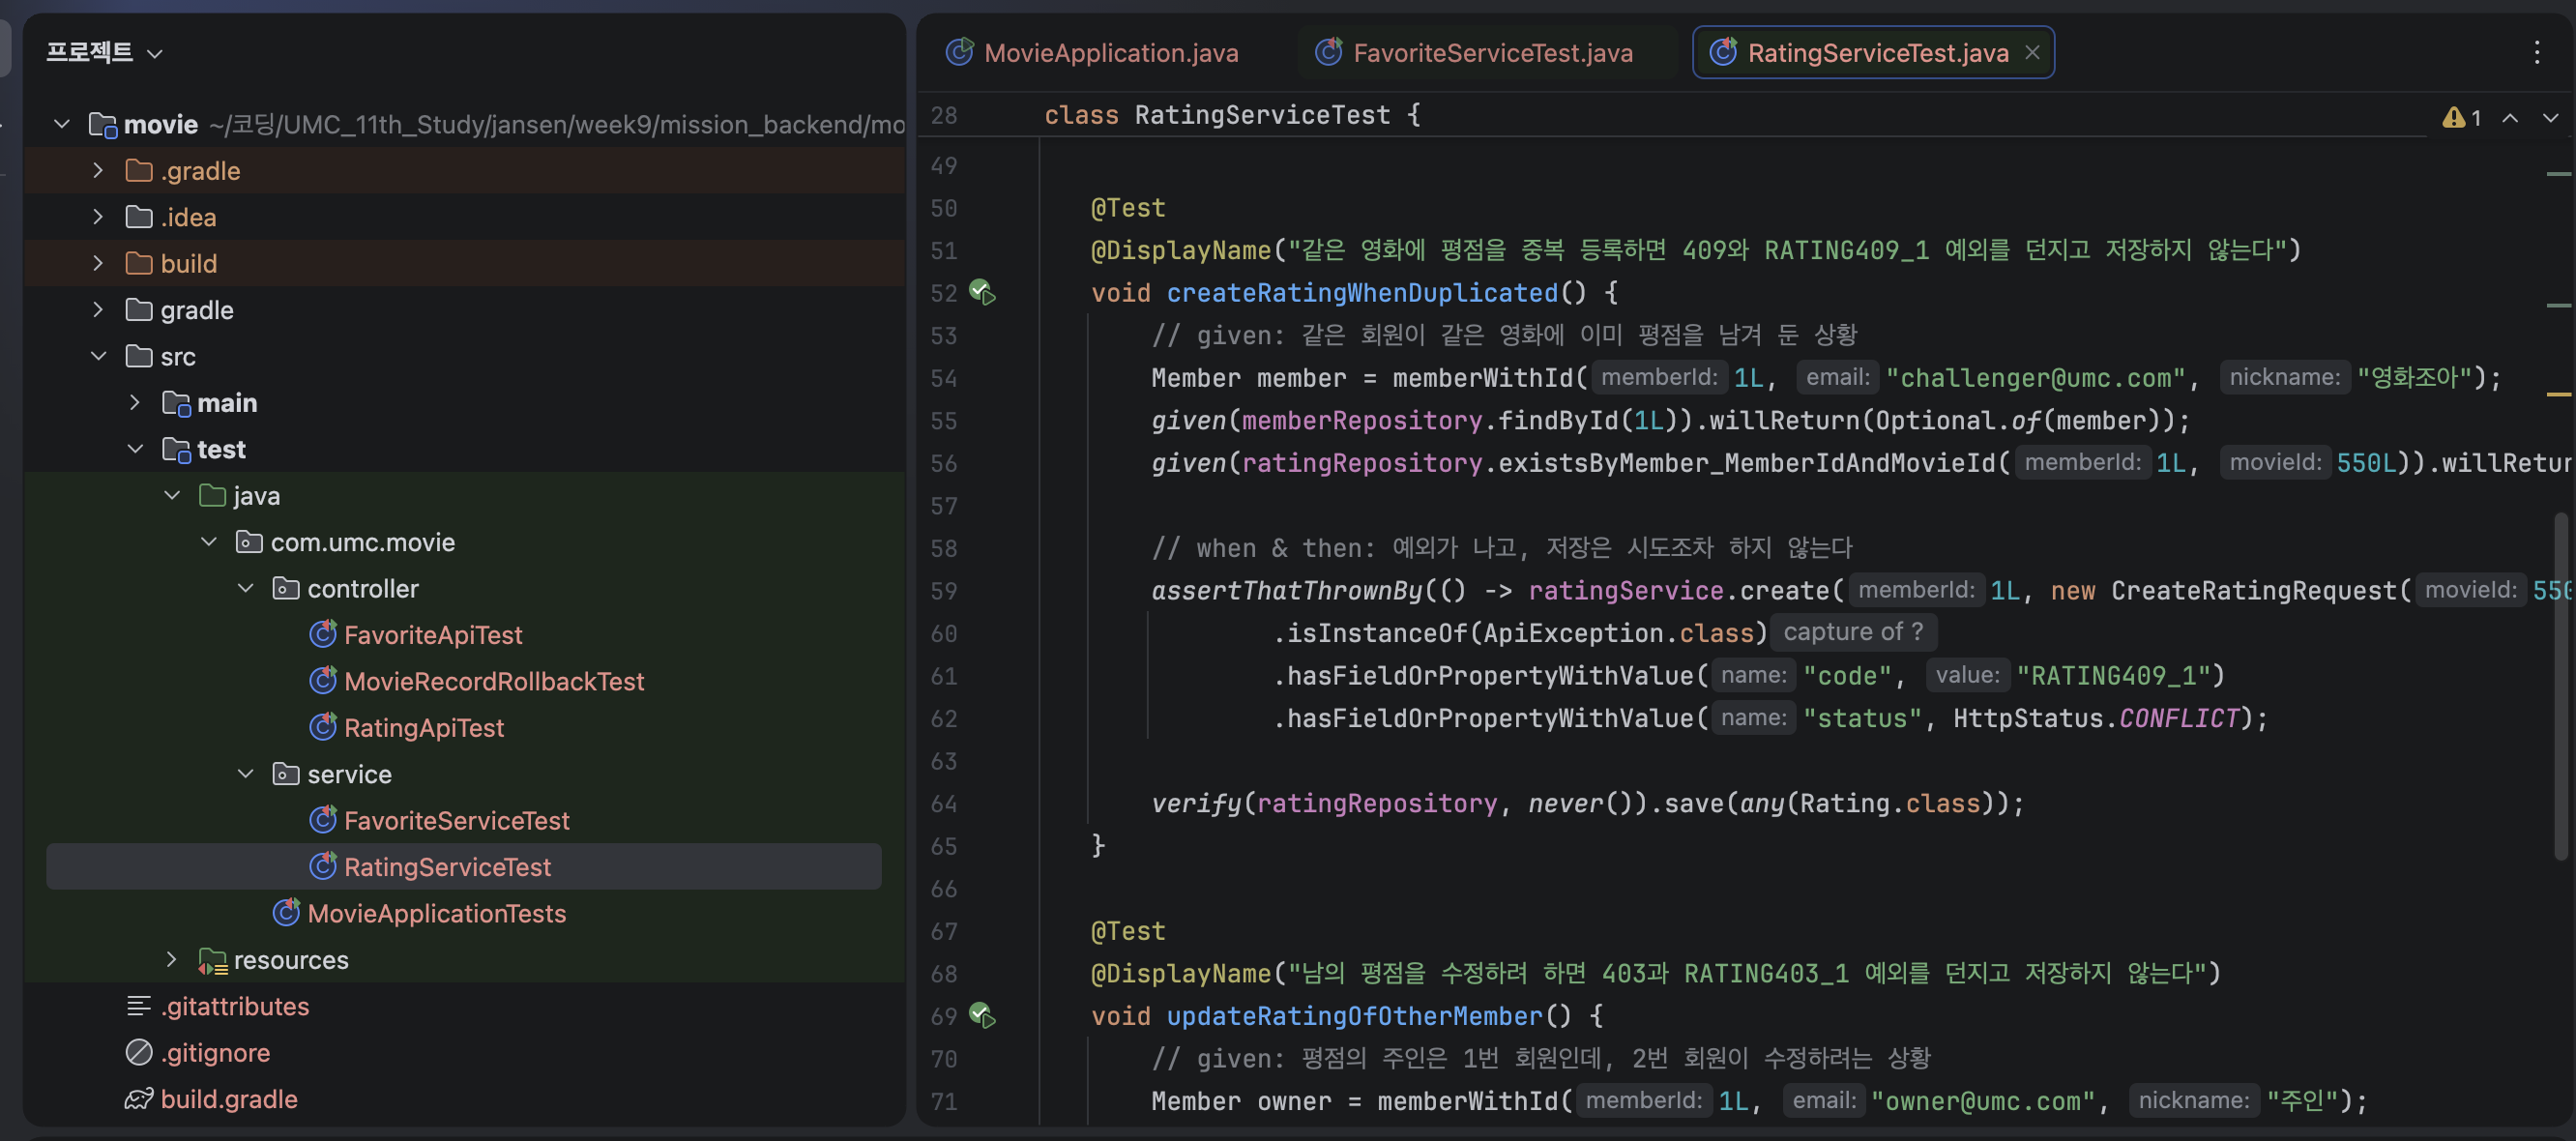 프로젝트
movie ~/코딩/UMC_11th_Study/jansen/week9/mission_backend/mo
.gradle
.idea
build
gradle
src
main
test
java
com.umc.movie
controller
FavoriteApiTest
MovieRecordRollbackTest
RatingApiTest
service
FavoriteServiceTest
RatingServiceTest
MovieApplicationTests
resources
.gitattributes
.gitignore
build.gradle
MovieApplication.java FavoriteServiceTest.java RatingServiceTest.java
28 class RatingServiceTest { 1
49
50 @Test
51 @DisplayName("같은 영화에 평점을 중복 등록하면 409와 RATING409_1 예외를 던지고 저장하지 않는다")
52 void createRatingWhenDuplicated() {
53 // given: 같은 회원이 같은 영화에 이미 평점을 남겨 둔 상황
54 Member member = memberWithId( memberId: 1L, email: "challenger@umc.com", nickname: "영화조아");
55 given(memberRepository.findById(1L)).willReturn(Optional.of(member));
56 given(ratingRepository.existsByMember_MemberIdAndMovieId( memberId: 1L, movieId: 550L)).willRetur
57
58 // when & then: 예외가 나고, 저장은 시도조차 하지 않는다
59 assertThatThrownBy(() -> ratingService.create( memberId: 1L, new CreateRatingRequest( movieId: 550
60 .isInstanceOf(ApiException.class) capture of ?
61 .hasFieldOrPropertyWithValue( name: "code", value: "RATING409_1")
62 .hasFieldOrPropertyWithValue( name: "status", HttpStatus.CONFLICT);
63
64 verify(ratingRepository, never()).save(any(Rating.class));
65 }
66
67 @Test
68 @DisplayName("남의 평점을 수정하려 하면 403과 RATING403_1 예외를 던지고 저장하지 않는다")
69 void updateRatingOfOtherMember() {
70 // given: 평점의 주인은 1번 회원인데, 2번 회원이 수정하려는 상황
71 Member owner = memberWithId( memberId: 1L, email: "owner@umc.com", nickname: "주인");